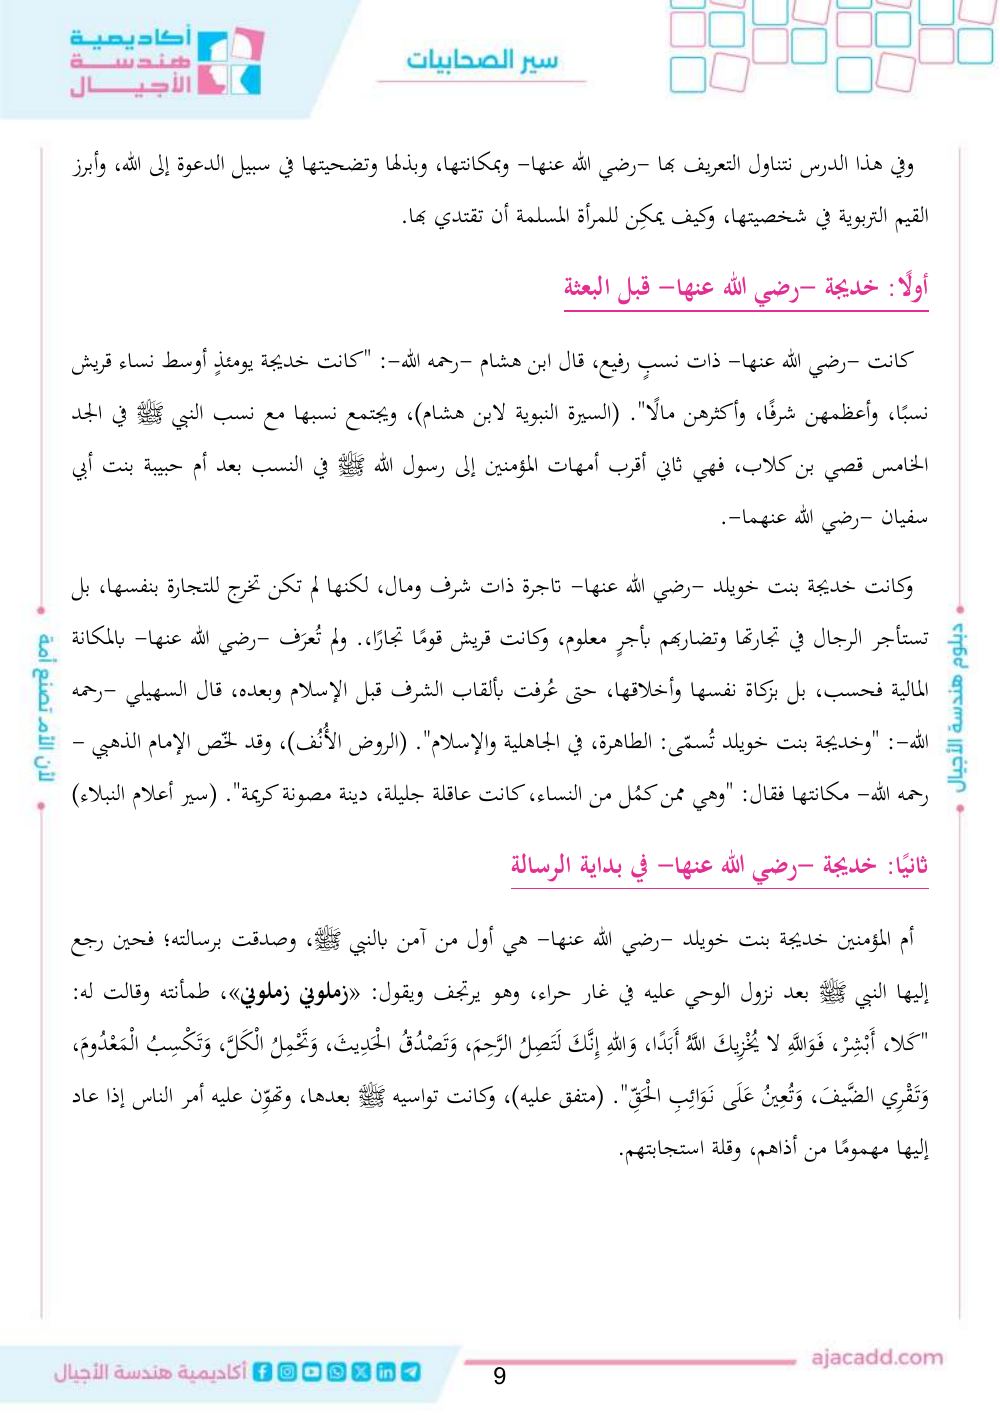 أكاديمية
هندسة
الأجيال
سير الصحابيات
وفي هذا الدرس نتناول التعريف بها –رضي الله عنها– وبمكانتها، وبذلها وتضحيتها في سبيل الدعوة إلى الله، وأبرز
القيم التربوية في شخصيتها، وكيف يمكِن للمرأة المسلمة أن تقتدي بها.
أولًا: خديجة –رضي الله عنها– قبل البعثة
كانت –رضي الله عنها– ذات نسبٍ رفيع، قال ابن هشام –رحمه الله–: "كانت خديجة يومئذٍ أوسط نساء قريش
نسبًا، وأعظمهن شرفًا، وأكثرهن مالًا". (السيرة النبوية لابن هشام)، ويجتمع نسبها مع نسب النبي ﷺ في الجد
الخامس قصي بن كلاب، فهي ثاني أقرب أمهات المؤمنين إلى رسول الله ﷺ في النسب بعد أم حبيبة بنت أبي
سفيان –رضي الله عنهما–.
وكانت خديجة بنت خويلد –رضي الله عنها– تاجرة ذات شرف ومال، لكنها لم تكن تخرج للتجارة بنفسها، بل
تستأجر الرجال في تجارتها وتضاربهم بأجرٍ معلوم، وكانت قريش قومًا تجارًا،. ولم تُعرَف –رضي الله عنها– بالمكانة
المالية فحسب، بل بزكاة نفسها وأخلاقها، حتى عُرفت بألقاب الشرف قبل الإسلام وبعده، قال السهيلي –رحمه
الله–: "وخديجة بنت خويلد تُسمّى: الطاهرة، في الجاهلية والإسلام". (الروض الأُنُف)، وقد لخّص الإمام الذهبي –
رحمه الله– مكانتها فقال: "وهي ممن كمُل من النساء، كانت عاقلة جليلة، دينة مصونة كريمة". (سير أعلام النبلاء)
ثانيًا: خديجة –رضي الله عنها– في بداية الرسالة
أم المؤمنين خديجة بنت خويلد –رضي الله عنها– هي أول من آمن بالنبي ﷺ، وصدقت برسالته؛ فحين رجع
إليها النبي ﷺ بعد نزول الوحي عليه في غار حراء، وهو يرتجف ويقول: «زملوني زملوني»، طمأنته وقالت له:
"كَلا، أَبْشِرْ، فَوَاللَّهِ لا يُخْزِيكَ اللَّهُ أَبَدًا، وَاللهِ إِنَّكَ لَتَصِلُ الرَّحِمَ، وَتَصْدُقُ الْحَدِيثَ، وَتَحْمِلُ الْكَلَّ، وَتَكْسِبُ الْمَعْدُومَ،
وَتَقْرِي الضَّيفَ، وَتُعِينُ عَلَى نَوَائِبِ الْحَقِّ". (متفق عليه)، وكانت تواسيه ﷺ بعدها، وتهوّن عليه أمر الناس إذا عاد
إليها مهمومًا من أذاهم، وقلة استجابتهم.
دبلوم هندسة الأجيال
لأن الأم تصنع أمة
ajacadd.com
9
أكاديمية هندسة الأجيال